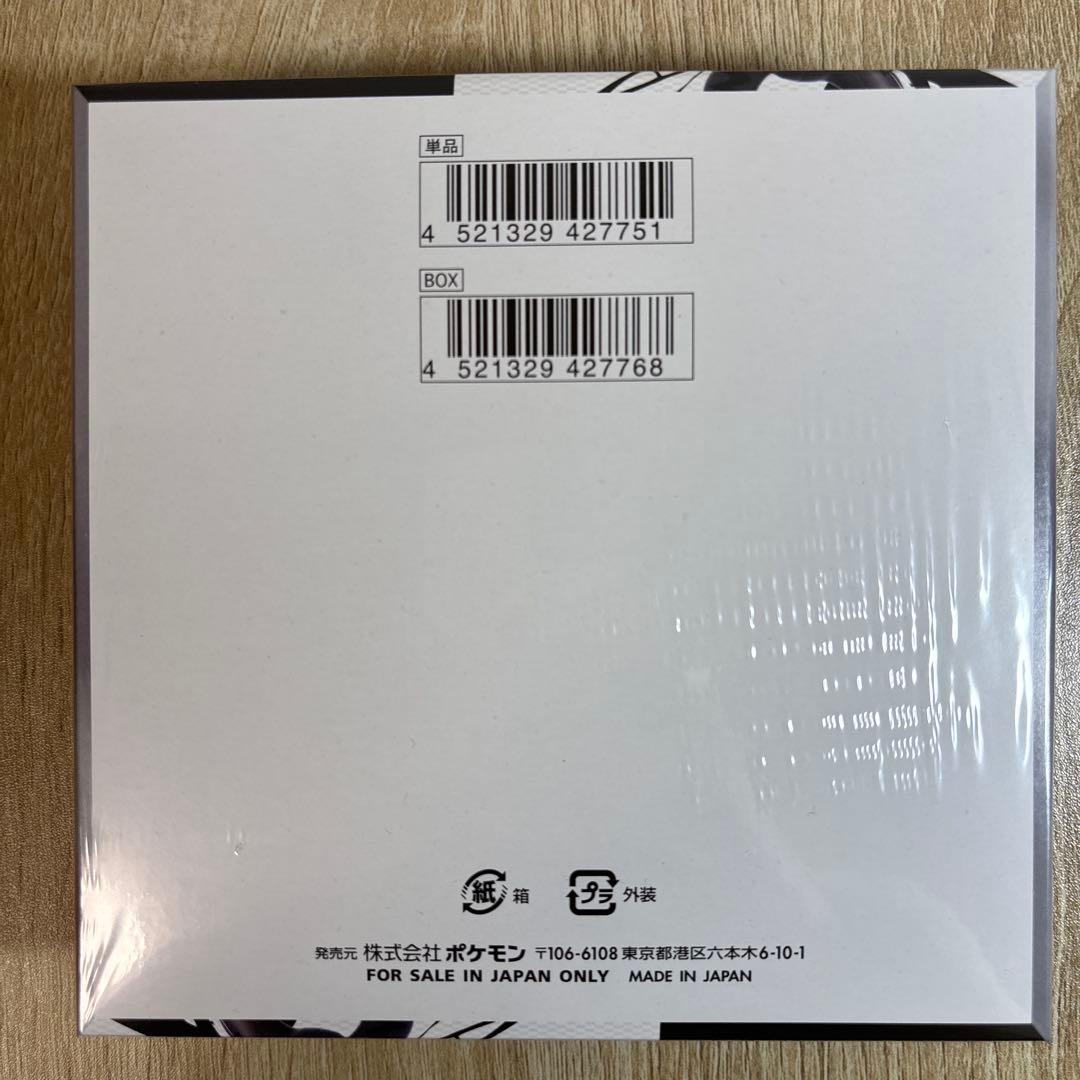 単品
4 521329 427751
BOX
4 521329 427768
紙 箱 プラ 外装
発売元 株式会社 ポケモン 〒106-6108 東京都港区六本木6-10-1
FOR SALE IN JAPAN ONLY MADE IN JAPAN